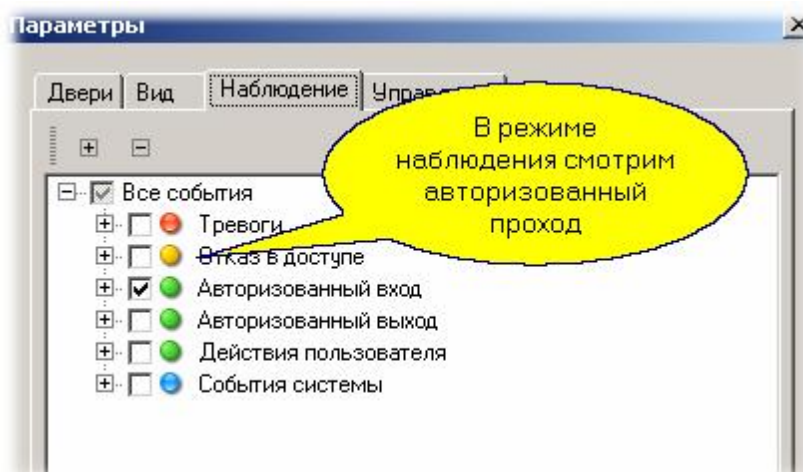 Параметры
Двери Вид Наблюдение
В режиме
наблюдения смотрим
авторизованный
проход
Все события
Тревоги
Отказ в доступе
Авторизованный вход
Авторизованный выход
Действия пользователя
События системы